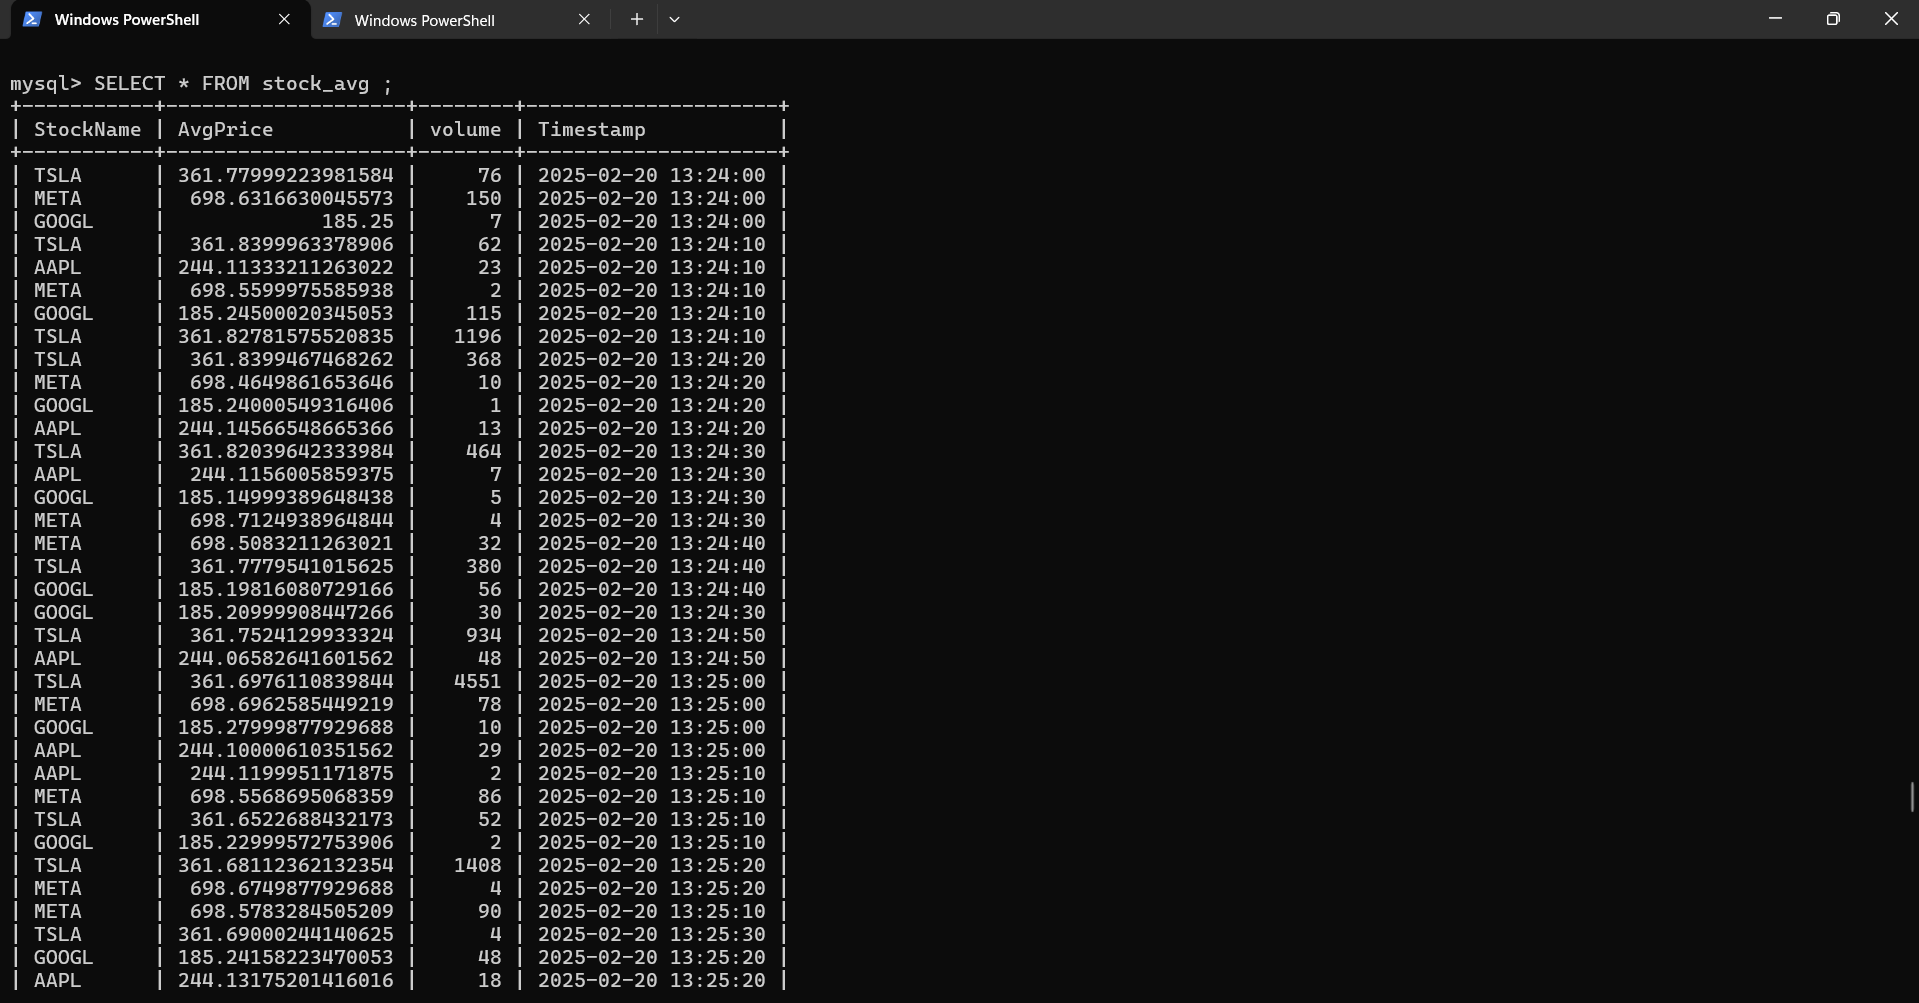 Windows PowerShell Windows PowerShell
mysql> SELECT * FROM stock_avg ;
+-----------+--------------------+--------+---------------------+
| StockName | AvgPrice           | volume | Timestamp           |
+-----------+--------------------+--------+---------------------+
| TSLA      | 361.77999223981584 |     76 | 2025-02-20 13:24:00 |
| META      |  698.6316630045573 |    150 | 2025-02-20 13:24:00 |
| GOOGL     |             185.25 |      7 | 2025-02-20 13:24:00 |
| TSLA      |  361.8399963378906 |     62 | 2025-02-20 13:24:10 |
| AAPL      | 244.11333211263022 |     23 | 2025-02-20 13:24:10 |
| META      |  698.5599975585938 |      2 | 2025-02-20 13:24:10 |
| GOOGL     | 185.24500020345053 |    115 | 2025-02-20 13:24:10 |
| TSLA      | 361.82781575520835 |   1196 | 2025-02-20 13:24:10 |
| TSLA      |  361.8399467468262 |    368 | 2025-02-20 13:24:20 |
| META      |  698.4649861653646 |     10 | 2025-02-20 13:24:20 |
| GOOGL     | 185.24000549316406 |      1 | 2025-02-20 13:24:20 |
| AAPL      | 244.14566548665366 |     13 | 2025-02-20 13:24:20 |
| TSLA      | 361.82039642333984 |    464 | 2025-02-20 13:24:30 |
| AAPL      |  244.1156005859375 |      7 | 2025-02-20 13:24:30 |
| GOOGL     | 185.14999389648438 |      5 | 2025-02-20 13:24:30 |
| META      |  698.7124938964844 |      4 | 2025-02-20 13:24:30 |
| META      |  698.5083211263021 |     32 | 2025-02-20 13:24:40 |
| TSLA      |  361.7779541015625 |    380 | 2025-02-20 13:24:40 |
| GOOGL     | 185.19816080729166 |     56 | 2025-02-20 13:24:40 |
| GOOGL     | 185.20999908447266 |     30 | 2025-02-20 13:24:30 |
| TSLA      |  361.7524129933324 |    934 | 2025-02-20 13:24:50 |
| AAPL      | 244.06582641601562 |     48 | 2025-02-20 13:24:50 |
| TSLA      |  361.6976110839844 |   4551 | 2025-02-20 13:25:00 |
| META      |  698.6962585449219 |     78 | 2025-02-20 13:25:00 |
| GOOGL     | 185.27999877929688 |     10 | 2025-02-20 13:25:00 |
| AAPL      | 244.10000610351562 |     29 | 2025-02-20 13:25:00 |
| AAPL      |  244.1199951171875 |      2 | 2025-02-20 13:25:10 |
| META      |  698.5568695068359 |     86 | 2025-02-20 13:25:10 |
| TSLA      |  361.6522688432173 |     52 | 2025-02-20 13:25:10 |
| GOOGL     | 185.22999572753906 |      2 | 2025-02-20 13:25:10 |
| TSLA      | 361.68112362132354 |   1408 | 2025-02-20 13:25:20 |
| META      |  698.6749877929688 |      4 | 2025-02-20 13:25:20 |
| META      |  698.5783284505209 |     90 | 2025-02-20 13:25:10 |
| TSLA      | 361.69000244140625 |      4 | 2025-02-20 13:25:30 |
| GOOGL     | 185.24158223470053 |     48 | 2025-02-20 13:25:20 |
| AAPL      | 244.13175201416016 |     18 | 2025-02-20 13:25:20 |